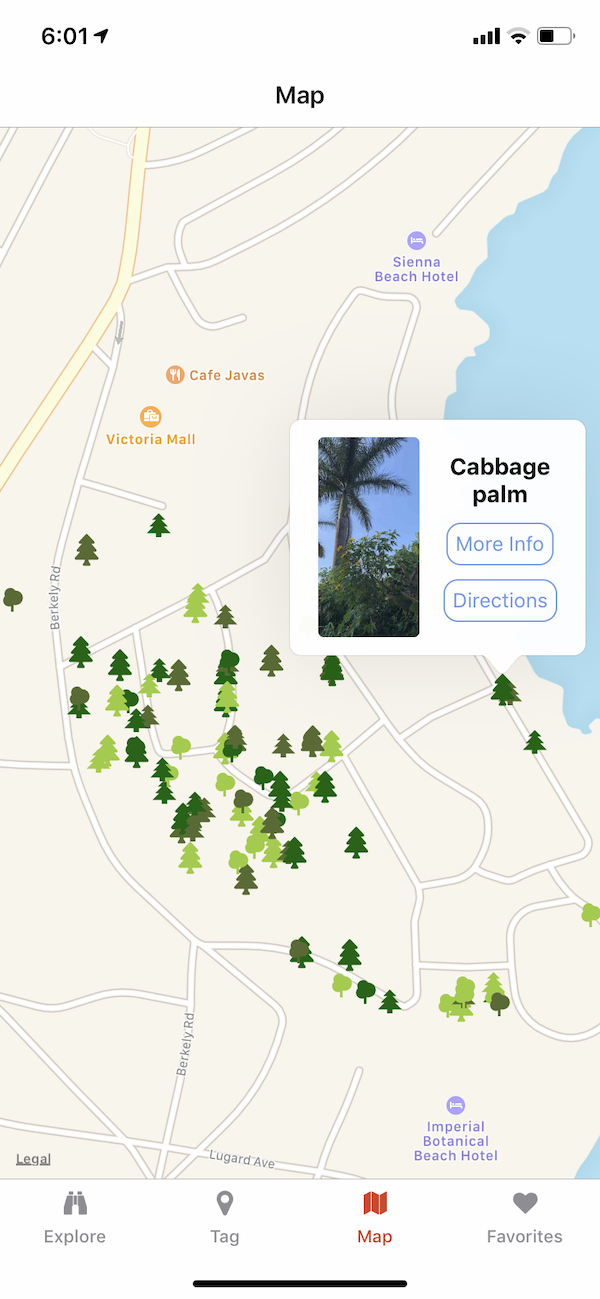 6:01
Map
Sienna
Beach Hotel
Cafe Javas
Victoria Mall
Cabbage
palm
More Info
Directions
Berkely Rd
Berkely Rd
Imperial
Botanical
Beach Hotel
Lugard Ave
Legal
Explore
Tag
Map
Favorites